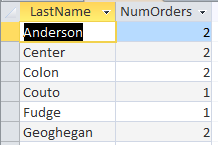 LastName NumOrders
Anderson 2
Center 2
Colon 2
Couto 1
Fudge 1
Geoghegan 2